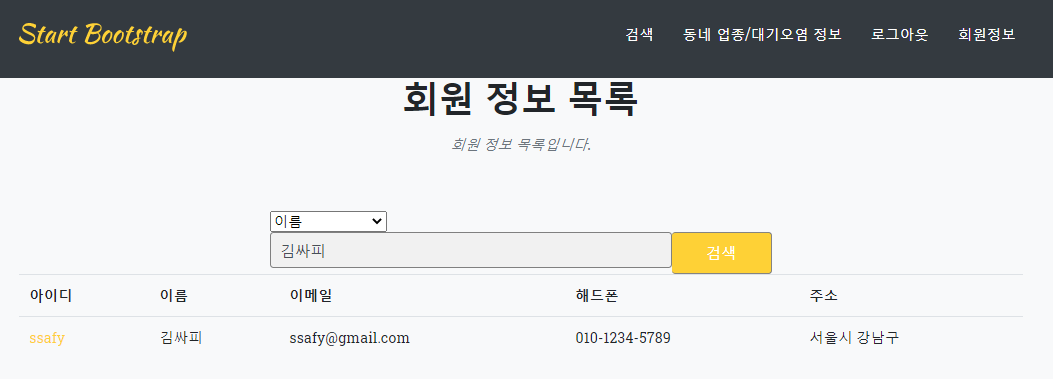 Start Bootstrap 검색 동네 업종/대기오염 정보 로그아웃 회원정보
회원 정보 목록
회원 정보 목록입니다.
이름
김싸피 검색
아이디 이름 이메일 해드폰 주소
ssafy 김싸피 ssafy@gmail.com 010-1234-5789 서울시 강남구